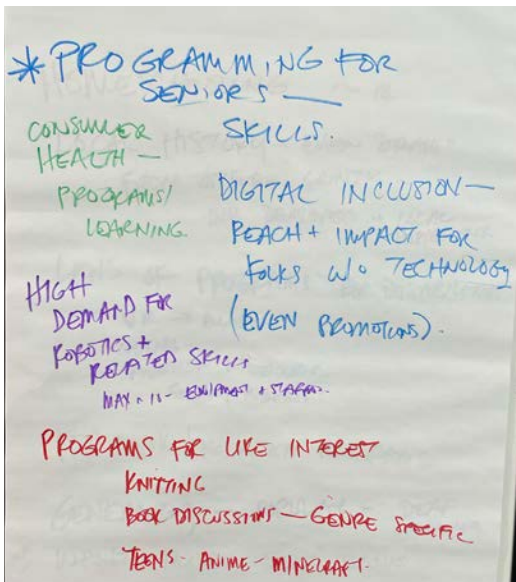 * PROGRAMMING FOR
SENIORS —
SKILLS.
CONSUMER
HEALTH —
PROGRAMS/
LEARNING
DIGITAL INCLUSION —
REACH + IMPACT FOR
FOLKS W/O TECHNOLOGY
(EVEN PROMOTIONS).
HIGH
DEMAND FOR
ROBOTICS +
RELATED SKILLS
MAX = 15 - EQUIPMENT + STAFFING.
PROGRAMS FOR LIKE INTEREST
KNITTING
BOOK DISCUSSIONS — GENRE SPECIFIC
TEENS - ANIME - MINECRAFT.